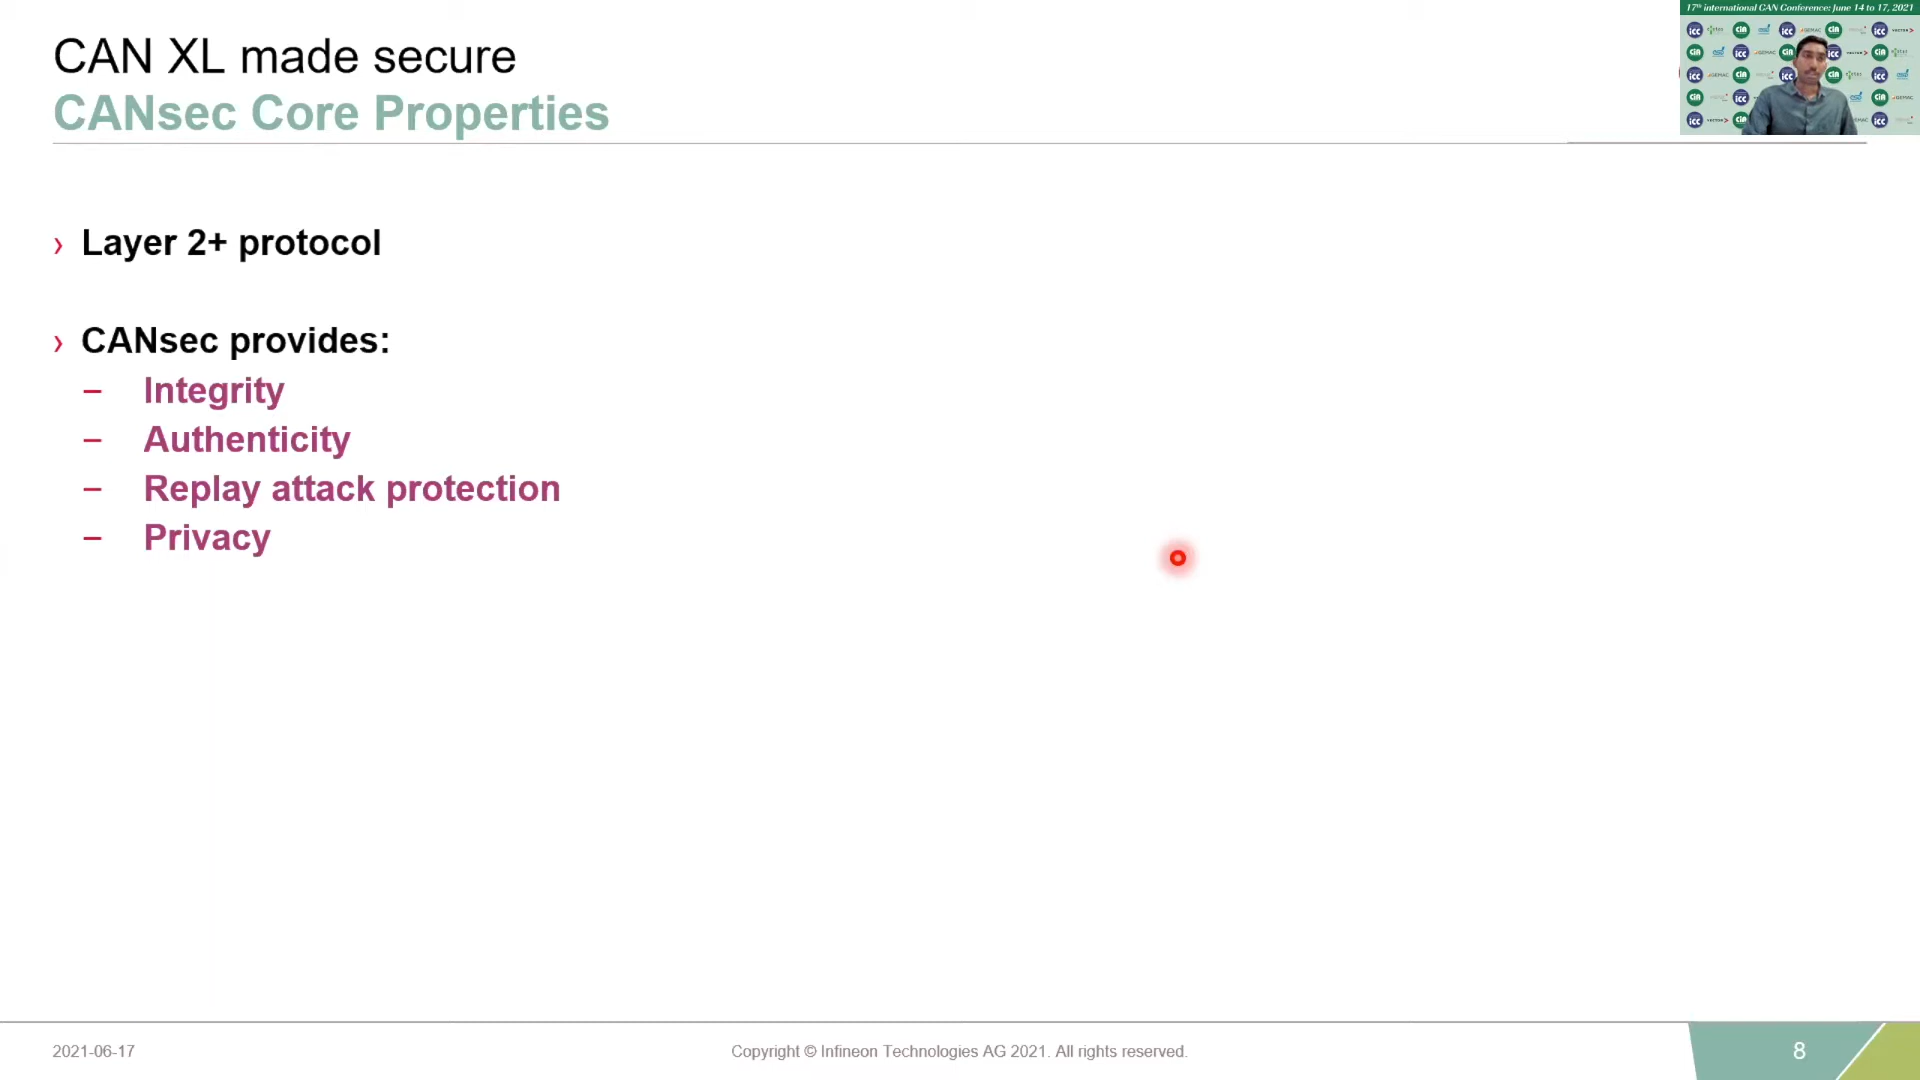 CAN XL made secure
CANsec Core Properties
17th international CAN Conference: June 14 to 17, 2021
› Layer 2+ protocol
› CANsec provides:
– Integrity
– Authenticity
– Replay attack protection
– Privacy
2021-06-17
Copyright © Infineon Technologies AG 2021. All rights reserved.
8